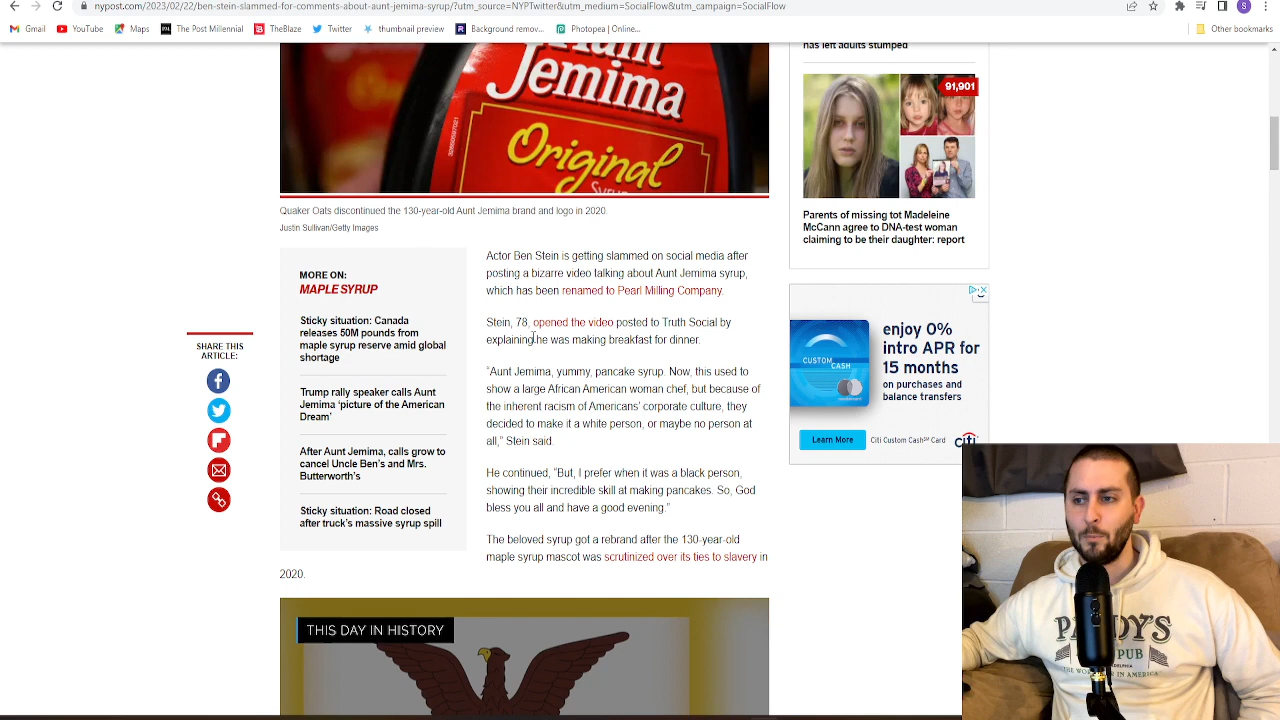 nypost.com/2023/02/22/ben-stein-slammed-for-comments-about-aunt-jemima-syrup/?utm_source=NYPTwitter&utm_medium=SocialFlow&utm_campaign=SocialFlow
Gmail YouTube Maps The Post Millennial TheBlaze Twitter thumbnail preview Background remov... Photopea | Online... Other bookmarks
Aunt
Jemima
Original
Syrup
Quaker Oats discontinued the 130-year-old Aunt Jemima brand and logo in 2020.
Justin Sullivan/Getty Images
SHARE THIS
ARTICLE:
MORE ON:
MAPLE SYRUP
Sticky situation: Canada
releases 50M pounds from
maple syrup reserve amid global
shortage
Trump rally speaker calls Aunt
Jemima ‘picture of the American
Dream’
After Aunt Jemima, calls grow to
cancel Uncle Ben’s and Mrs.
Butterworth’s
Sticky situation: Road closed
after truck’s massive syrup spill
Actor Ben Stein is getting slammed on social media after
posting a bizarre video talking about Aunt Jemima syrup,
which has been renamed to Pearl Milling Company.
Stein, 78, opened the video posted to Truth Social by
explaining he was making breakfast for dinner.
“Aunt Jemima, yummy, pancake syrup. Now, this used to
show a large African American woman chef, but because of
the inherent racism of Americans’ corporate culture, they
decided to make it a white person, or maybe no person at
all,” Stein said.
He continued, “But, I prefer when it was a black person,
showing their incredible skill at making pancakes. So, God
bless you all and have a good evening.”
The beloved syrup got a rebrand after the 130-year-old
maple syrup mascot was scrutinized over its ties to slavery in
2020.
THIS DAY IN HISTORY
has left adults stumped
91,901
Parents of missing tot Madeleine
McCann agree to DNA-test woman
claiming to be their daughter: report
CUSTOM
CASH
enjoy 0%
intro APR for
15 months
on purchases and
balance transfers
Learn More
Citi Custom Cash℠ Card
citi
PADDYS
PUB
PHILADELPHIA